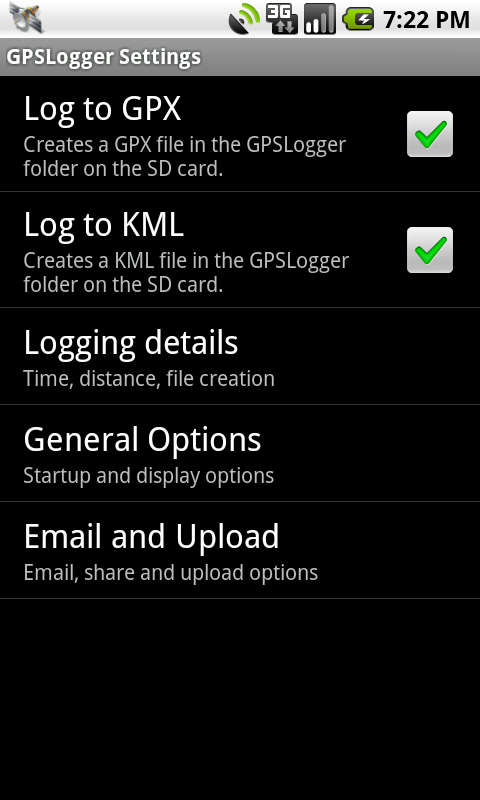 3G
7:22 PM
GPSLogger Settings
Log to GPX
Creates a GPX file in the GPSLogger
folder on the SD card.
Log to KML
Creates a KML file in the GPSLogger
folder on the SD card.
Logging details
Time, distance, file creation
General Options
Startup and display options
Email and Upload
Email, share and upload options